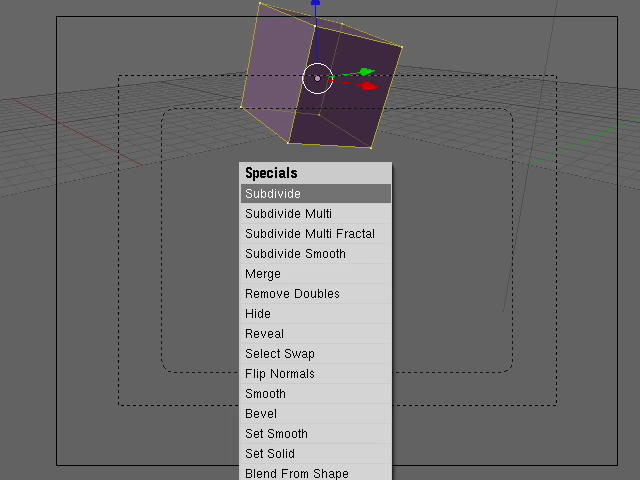 Specials
Subdivide
Subdivide Multi
Subdivide Multi Fractal
Subdivide Smooth
Merge
Remove Doubles
Hide
Reveal
Select Swap
Flip Normals
Smooth
Bevel
Set Smooth
Set Solid
Blend From Shape